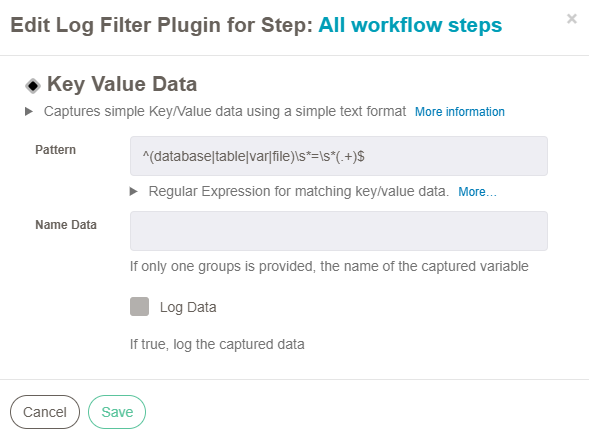 Edit Log Filter Plugin for Step: All workflow steps
×
Key Value Data
Captures simple Key/Value data using a simple text format More information
Pattern
^(database|table|var|file)\s*=\s*(.+)$
Regular Expression for matching key/value data. More...
Name Data
If only one groups is provided, the name of the captured variable
Log Data
If true, log the captured data
Cancel Save